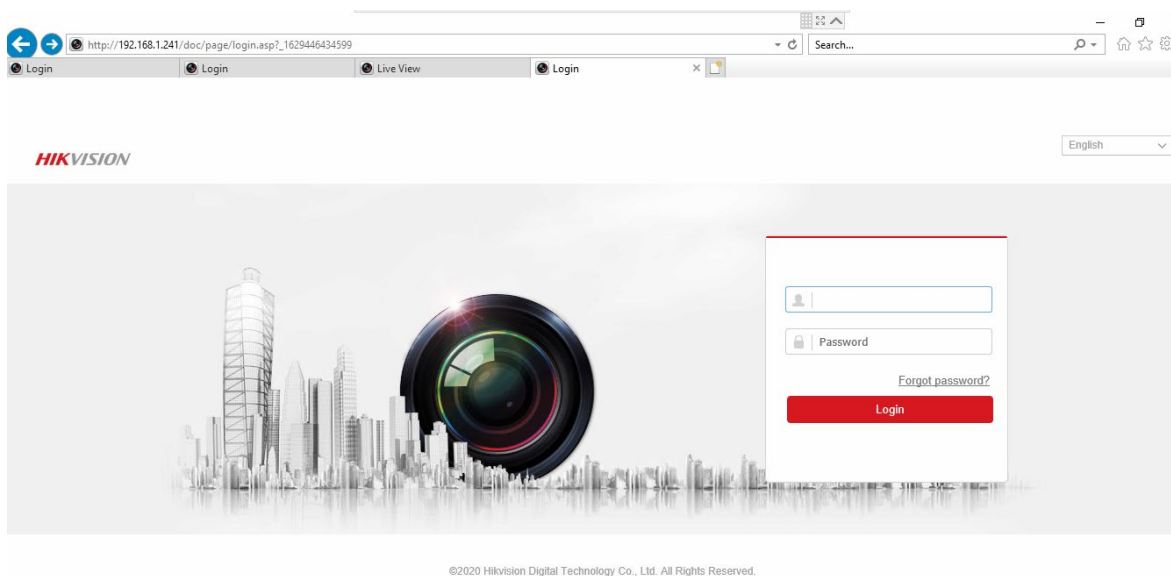 http://192.168.1.241/doc/page/login.asp?_1629446434599
Search...
Login
Login
Live View
Login
HIKVISION
English
Password
Forgot password?
Login
©2020 Hikvision Digital Technology Co., Ltd. All Rights Reserved.